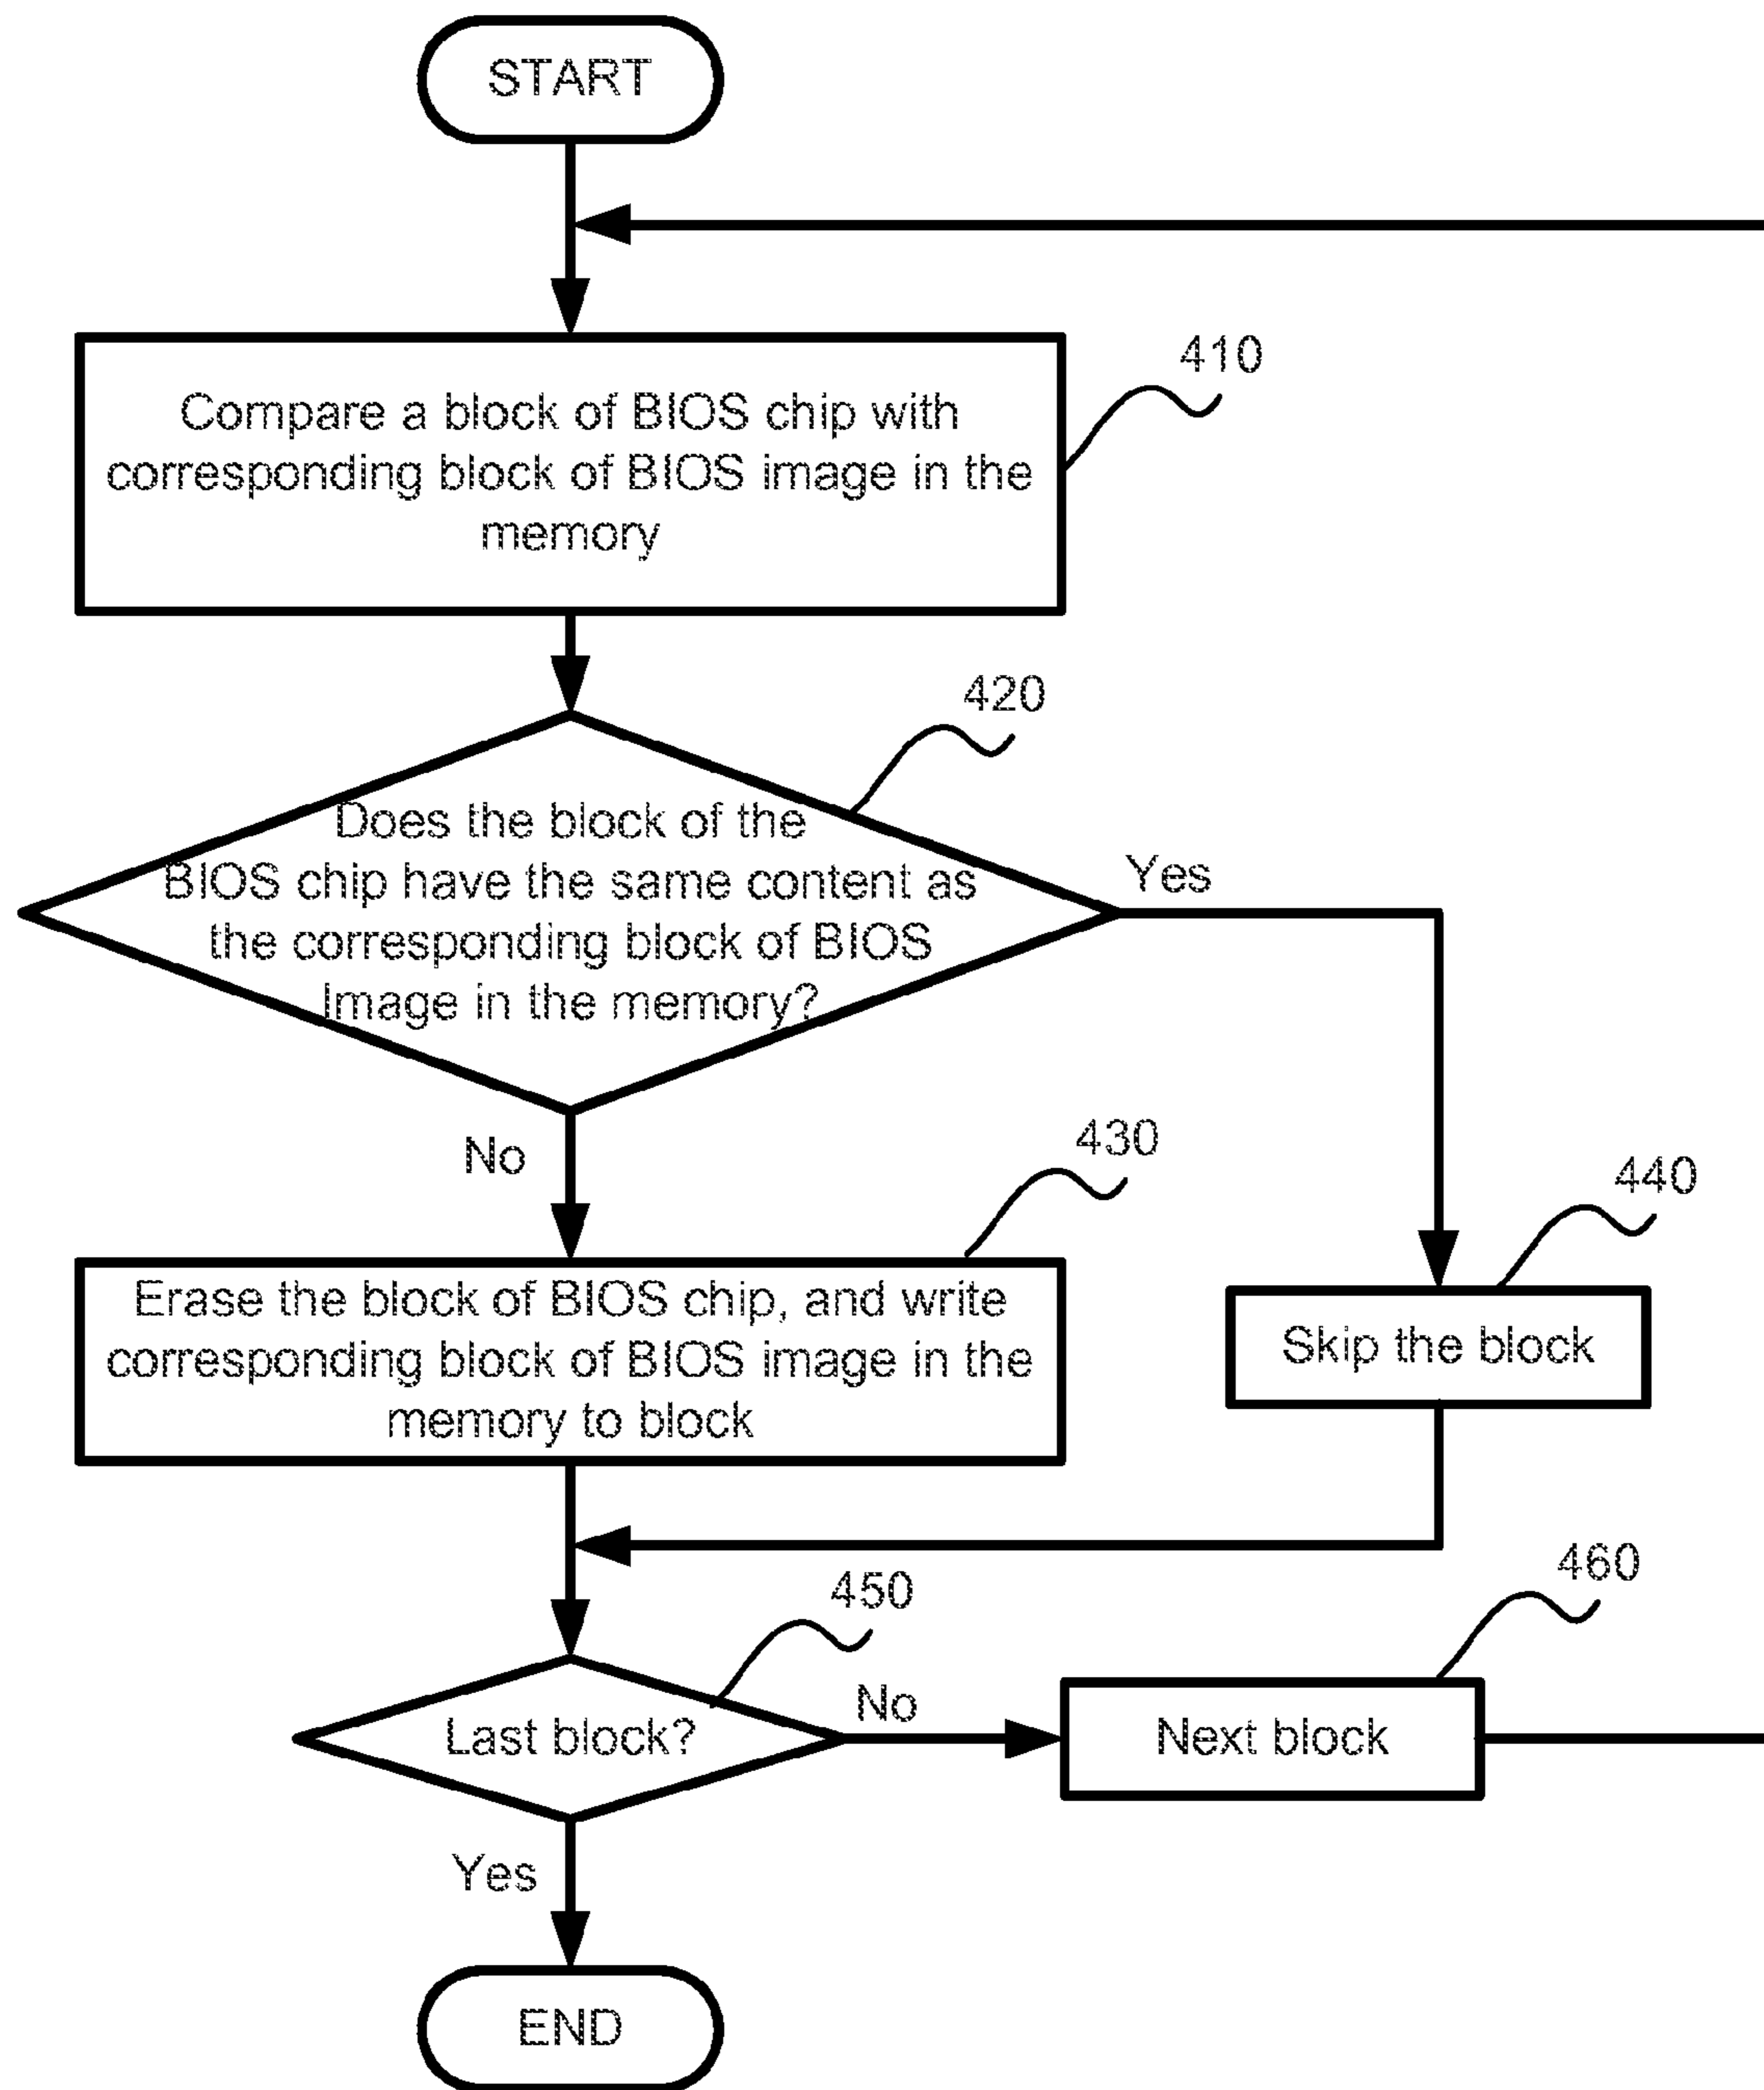 START
410
Compare a block of BIOS chip with
corresponding block of BIOS image in the
memory
420
Does the block of the
BIOS chip have the same content as
the corresponding block of BIOS
Image in the memory?
Yes
No
430
440
Erase the block of BIOS chip, and write
corresponding block of BIOS image in the
memory to block
Skip the block
450
460
Last block?
No
Next block
Yes
END